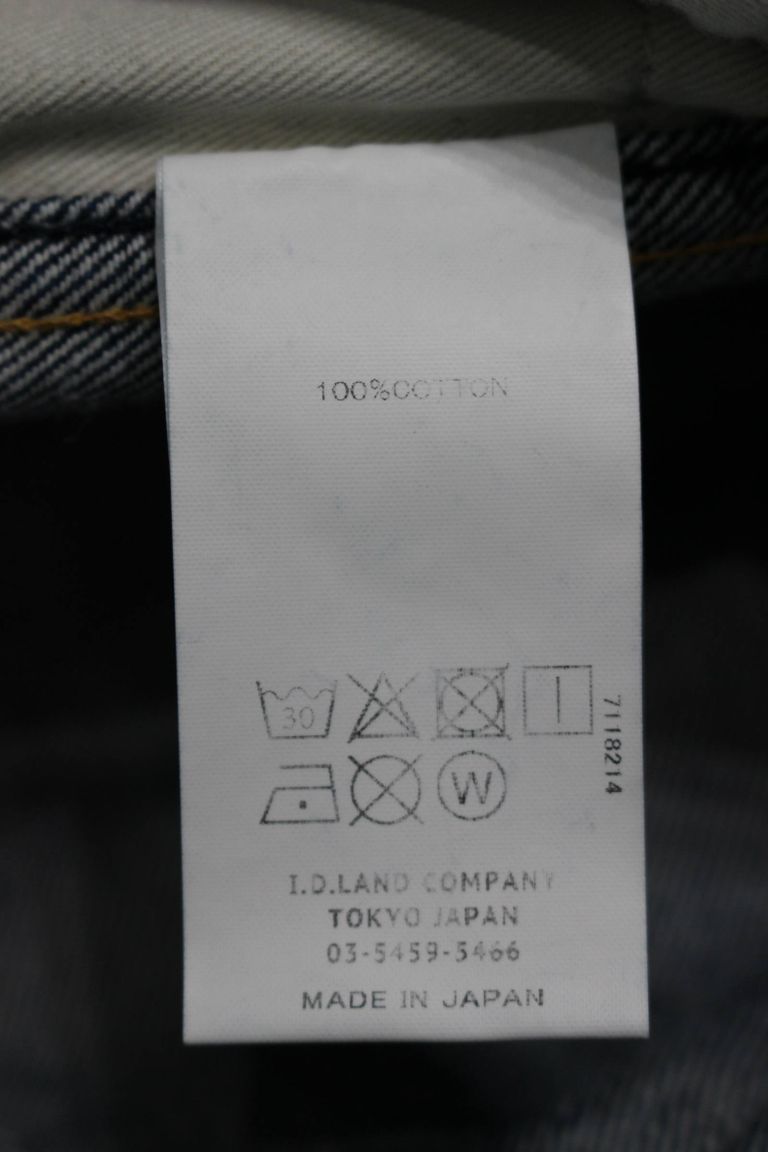 100%COTTON
30
7118214
W
I.D.LAND COMPANY
TOKYO JAPAN
03-5459-5466
MADE IN JAPAN